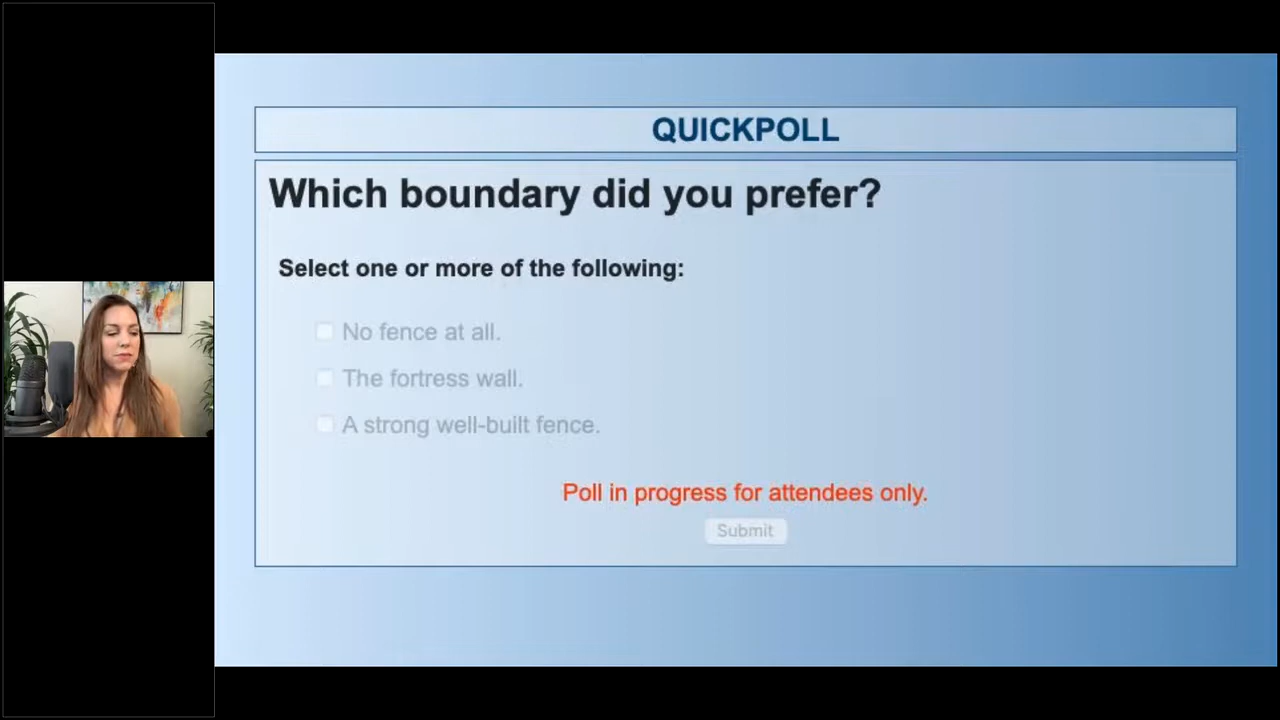 QUICKPOLL
Which boundary did you prefer?
Select one or more of the following:
No fence at all.
The fortress wall.
A strong well-built fence.
Poll in progress for attendees only.
Submit